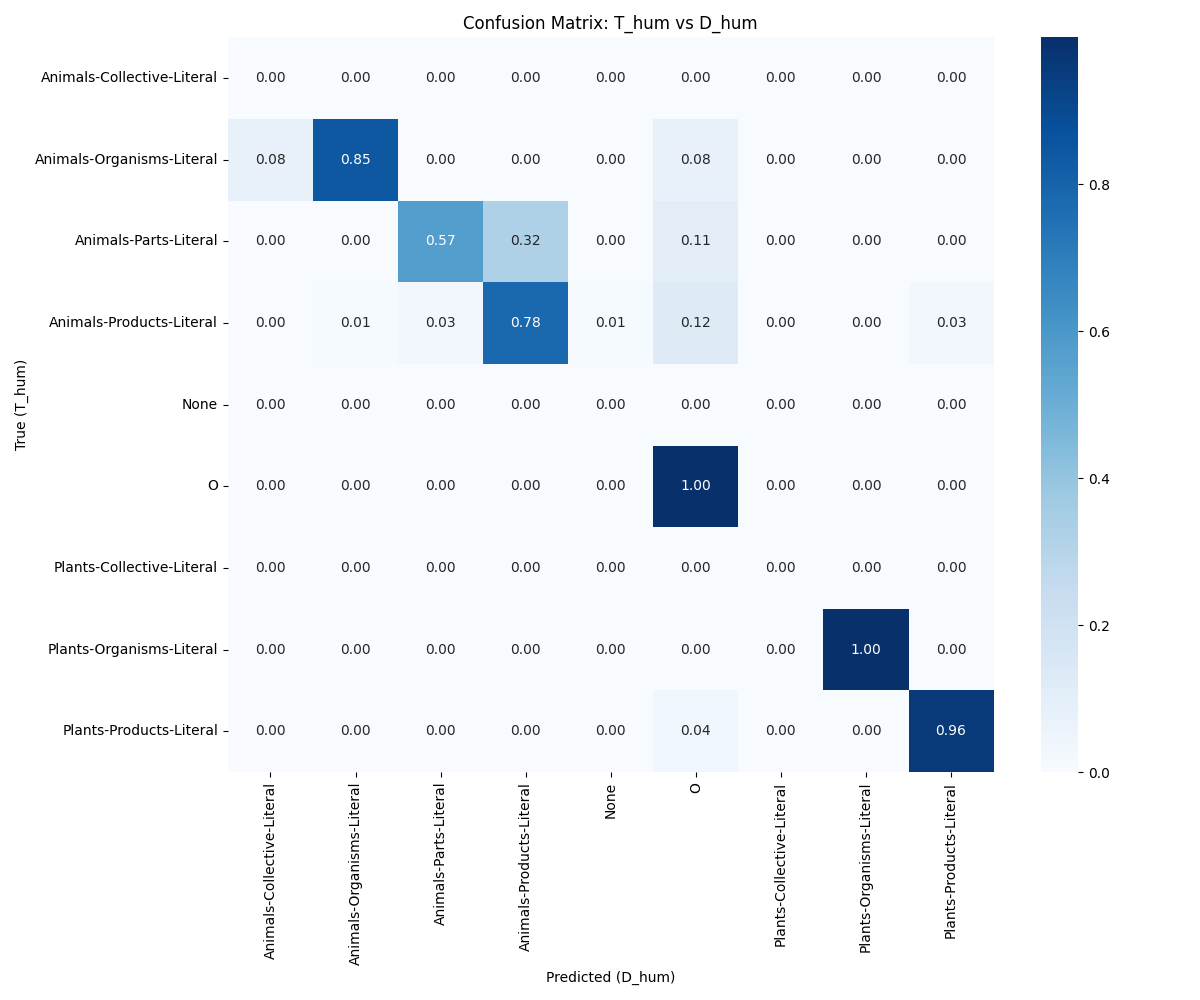 Confusion Matrix: T_hum vs D_hum
Animals-Collective-Literal 0.00 0.00 0.00 0.00 0.00 0.00 0.00 0.00 0.00
Animals-Organisms-Literal 0.08 0.85 0.00 0.00 0.00 0.08 0.00 0.00 0.00
Animals-Parts-Literal 0.00 0.00 0.57 0.32 0.00 0.11 0.00 0.00 0.00
Animals-Products-Literal 0.00 0.01 0.03 0.78 0.01 0.12 0.00 0.00 0.03
None 0.00 0.00 0.00 0.00 0.00 0.00 0.00 0.00 0.00
O 0.00 0.00 0.00 0.00 0.00 1.00 0.00 0.00 0.00
Plants-Collective-Literal 0.00 0.00 0.00 0.00 0.00 0.00 0.00 0.00 0.00
Plants-Organisms-Literal 0.00 0.00 0.00 0.00 0.00 0.00 0.00 1.00 0.00
Plants-Products-Literal 0.00 0.00 0.00 0.00 0.00 0.04 0.00 0.00 0.96
True (T_hum)
Animals-Collective-Literal
Animals-Organisms-Literal
Animals-Parts-Literal
Animals-Products-Literal
None
O
Plants-Collective-Literal
Plants-Organisms-Literal
Plants-Products-Literal
Predicted (D_hum)
0.8
0.6
0.4
0.2
0.0